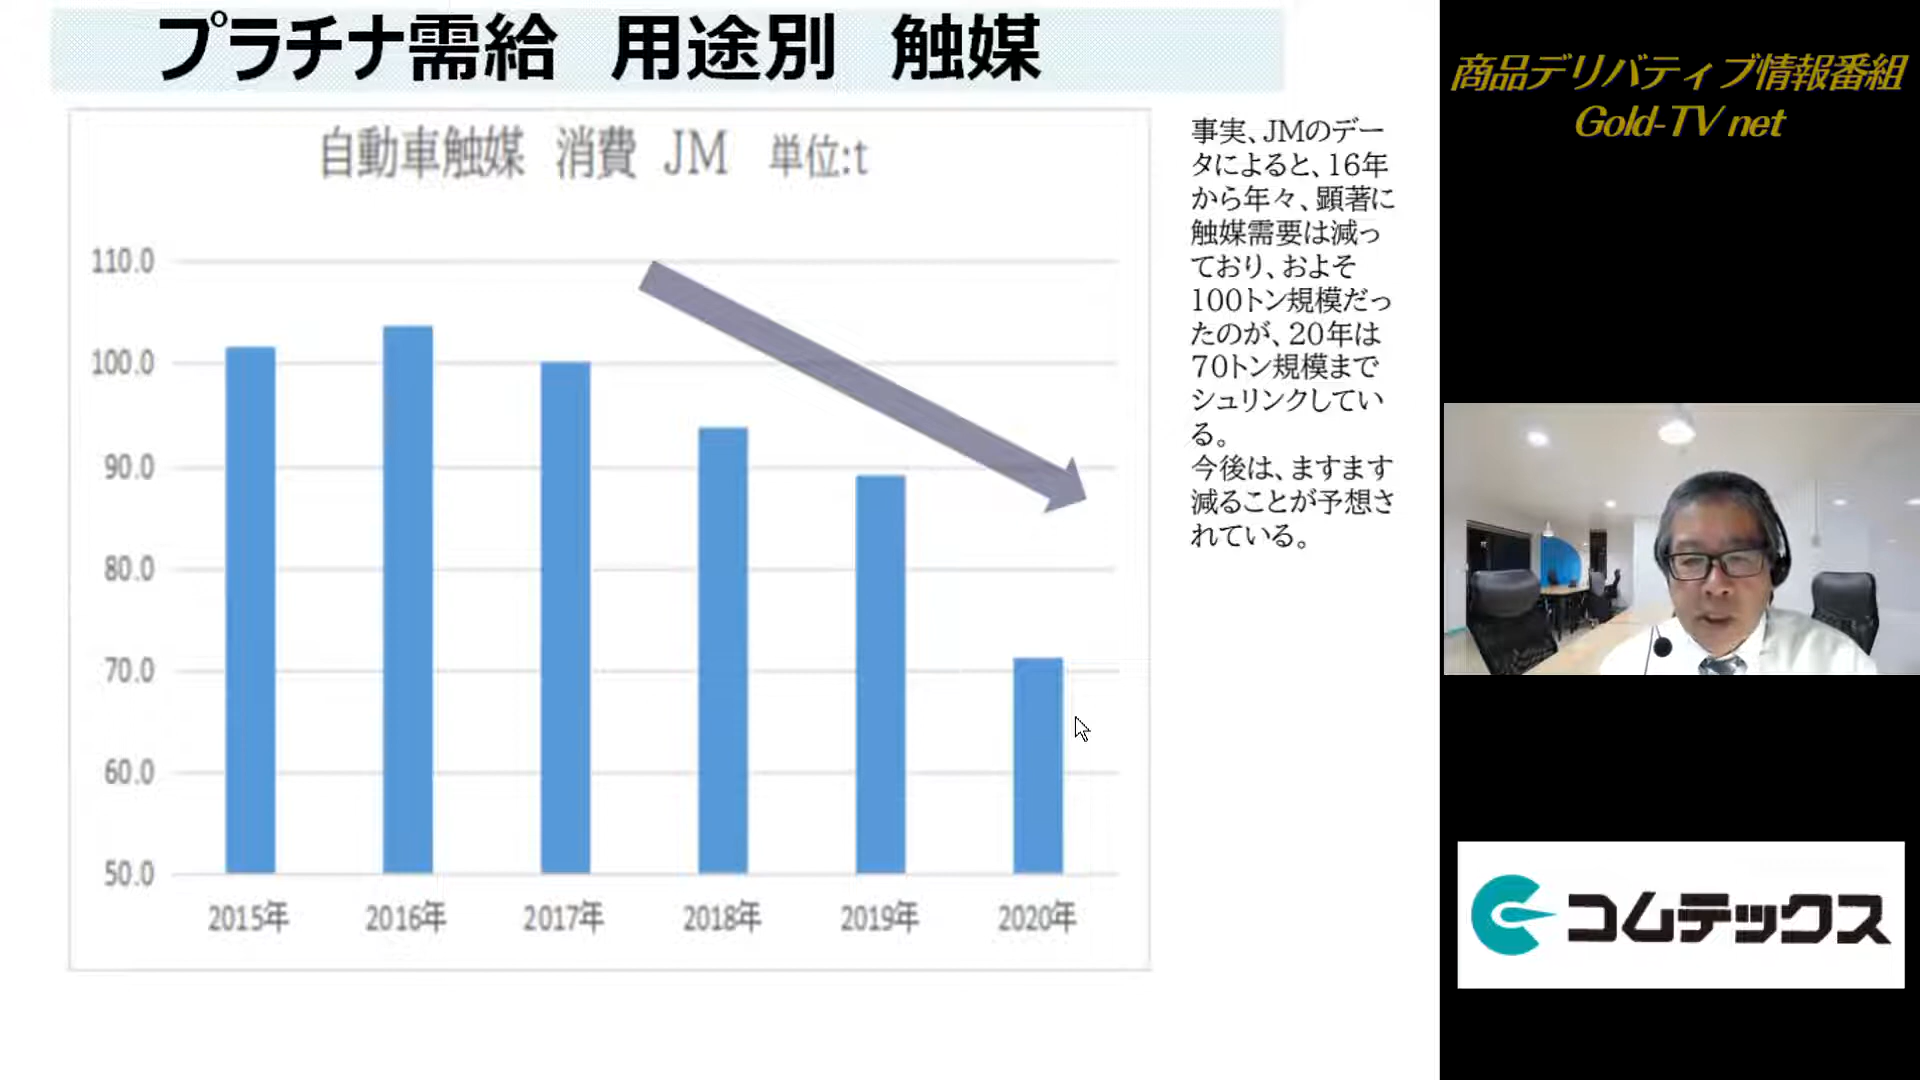 プラチナ需給　用途別　触媒
自動車触媒　消費　JM　単位:t
110.0
100.0
90.0
80.0
70.0
60.0
50.0
2015年
2016年
2017年
2018年
2019年
2020年
事実、JMのデー
タによると、16年
から年々、顕著に
触媒需要は減っ
ており、およそ
100トン規模だっ
たのが、20年は
70トン規模まで
シュリンクしてい
る。
今後は、ますます
減ることが予想さ
れている。
商品デリバティブ情報番組
Gold-TV net
コムテックス